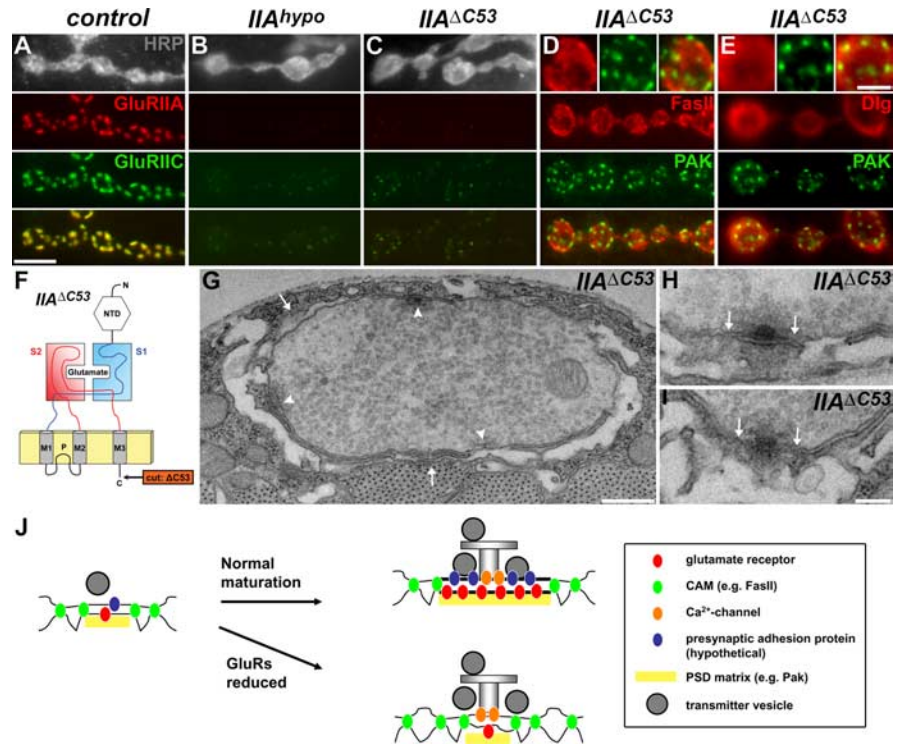 control IIAhypo IIAΔC53 IIAΔC53 IIAΔC53
A HRP B C D E
GluRIIA FasII Dlg
GluRIIC PAK PAK
F IIAΔC53 G IIAΔC53 H IIAΔC53
N
NTD
S2 S1
Glutamate
M1 P M2 M3
C cut: ΔC53
I IIAΔC53
J
Normal
maturation
GluRs
reduced
glutamate receptor
CAM (e.g. FasII)
Ca2+-channel
presynaptic adhesion protein
(hypothetical)
PSD matrix (e.g. Pak)
transmitter vesicle